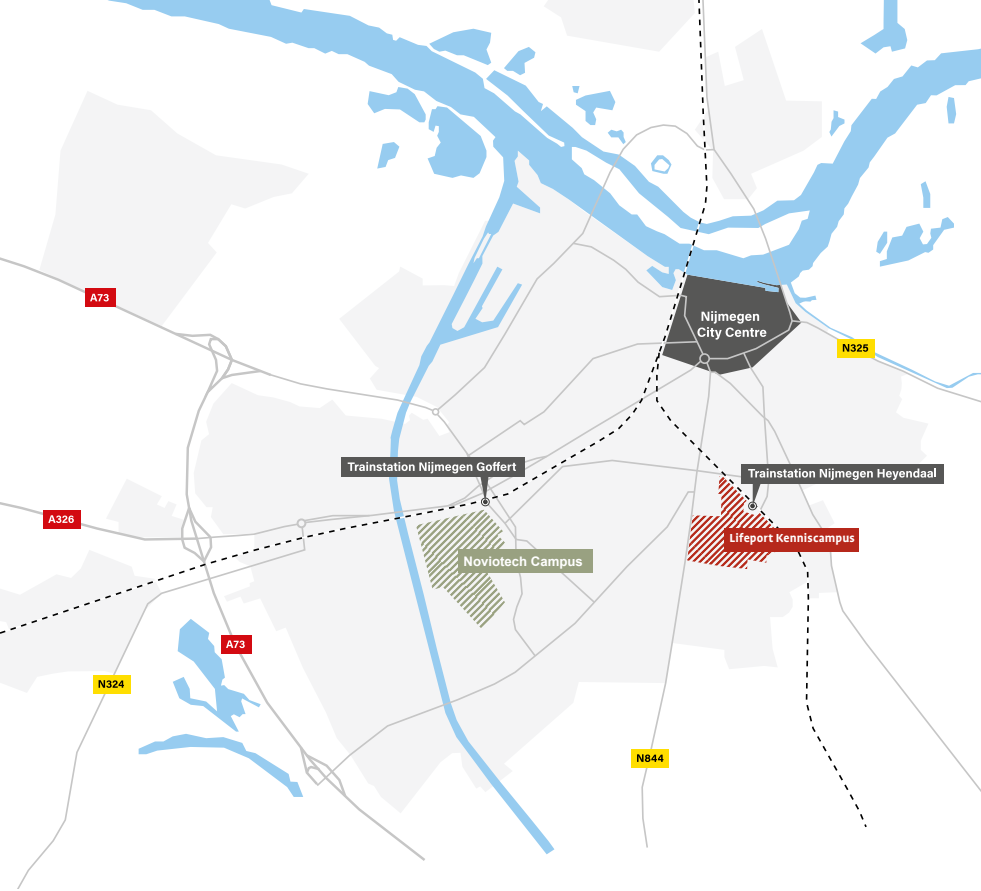 A73
Nijmegen
City Centre
N325
Trainstation Nijmegen Goffert
Trainstation Nijmegen Heyendaal
A326
Lifeport Kenniscampus
Noviotech Campus
A73
N324
N844